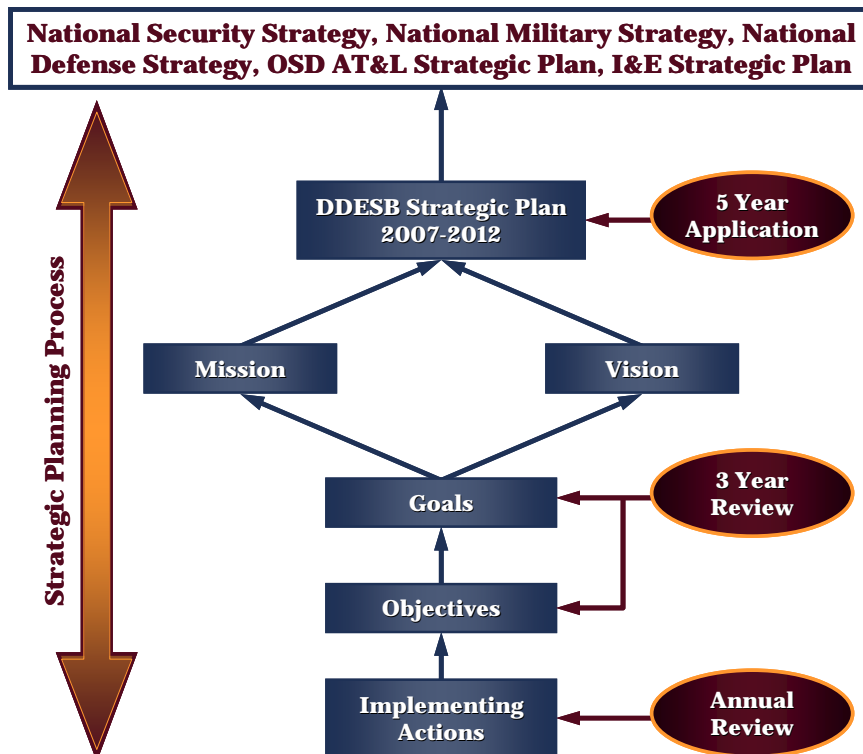 National Security Strategy, National Military Strategy, National
Defense Strategy, OSD AT&L Strategic Plan, I&E Strategic Plan
DDESB Strategic Plan
2007-2012
5 Year
Application
Strategic Planning Process
Mission
Vision
Goals
3 Year
Review
Objectives
Implementing
Actions
Annual
Review